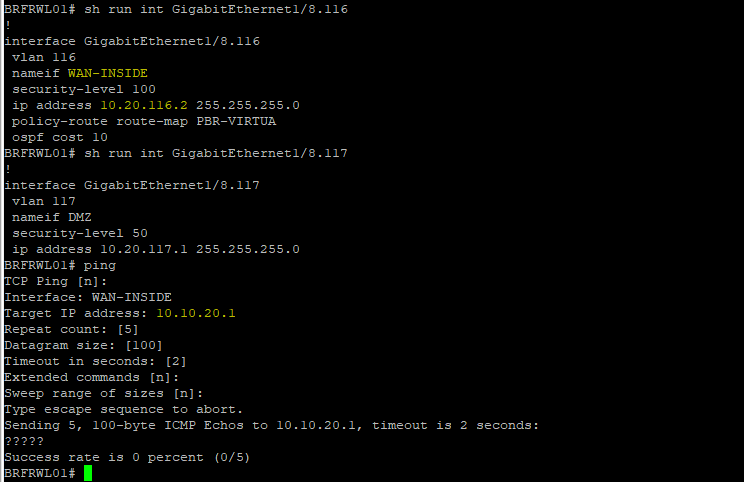 BRFRWL01# sh run int GigabitEthernet1/8.116
!
interface GigabitEthernet1/8.116
 vlan 116
 nameif WAN-INSIDE
 security-level 100
 ip address 10.20.116.2 255.255.255.0
 policy-route route-map PBR-VIRTUA
 ospf cost 10
BRFRWL01# sh run int GigabitEthernet1/8.117
!
interface GigabitEthernet1/8.117
 vlan 117
 nameif DMZ
 security-level 50
 ip address 10.20.117.1 255.255.255.0
BRFRWL01# ping
TCP Ping [n]:
Interface: WAN-INSIDE
Target IP address: 10.10.20.1
Repeat count: [5]
Datagram size: [100]
Timeout in seconds: [2]
Extended commands [n]:
Sweep range of sizes [n]:
Type escape sequence to abort.
Sending 5, 100-byte ICMP Echos to 10.10.20.1, timeout is 2 seconds:
?????
Success rate is 0 percent (0/5)
BRFRWL01#